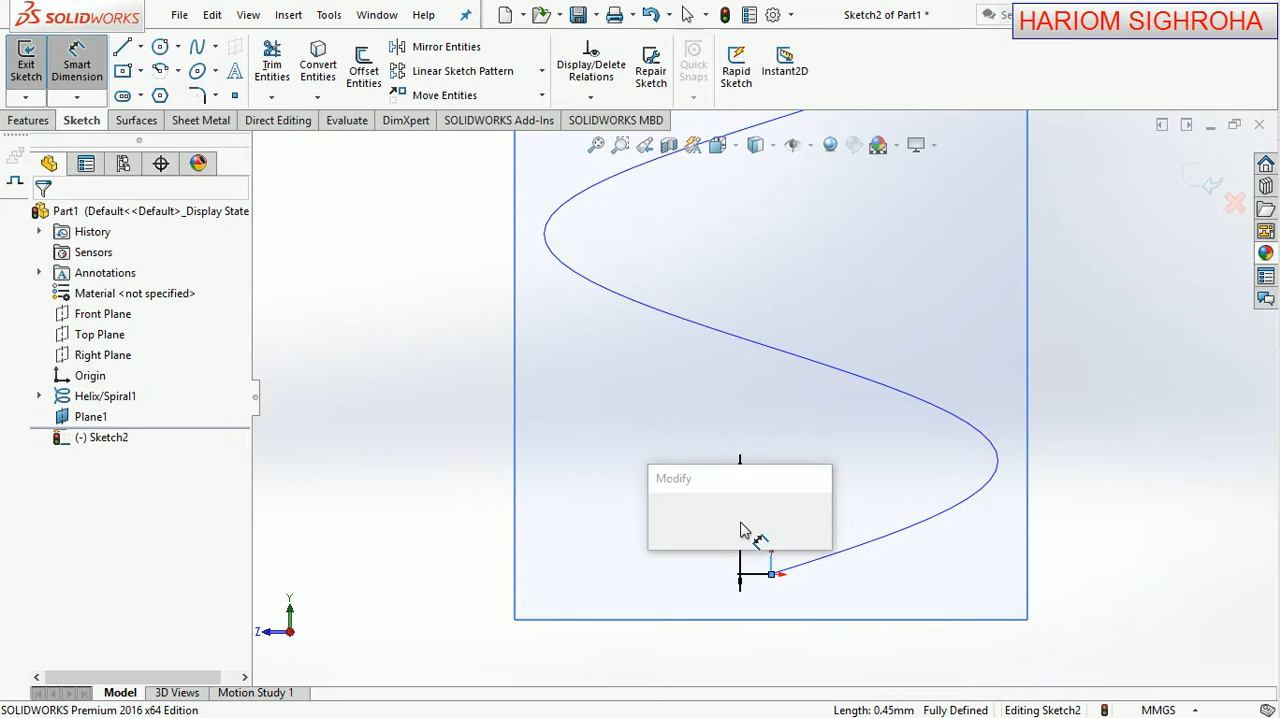 SOLIDWORKS File Edit View Insert Tools Window Help Sketch2 of Part1 *
HARIOM SIGHROHA
Exit Sketch
Smart Dimension
Trim Entities
Convert Entities
Offset Entities
Mirror Entities
Linear Sketch Pattern
Move Entities
Display/Delete Relations
Repair Sketch
Quick Snaps
Rapid Sketch
Instant2D
Features Sketch Surfaces Sheet Metal Direct Editing Evaluate DimXpert SOLIDWORKS Add-Ins SOLIDWORKS MBD
Part1 (Default<<Default>_Display State
History
Sensors
Annotations
Material <not specified>
Front Plane
Top Plane
Right Plane
Origin
Helix/Spiral1
Plane1
(-) Sketch2
Modify
Y
Z
Model 3D Views Motion Study 1
SOLIDWORKS Premium 2016 x64 Edition Length: 0.45mm Fully Defined Editing Sketch2 MMGS